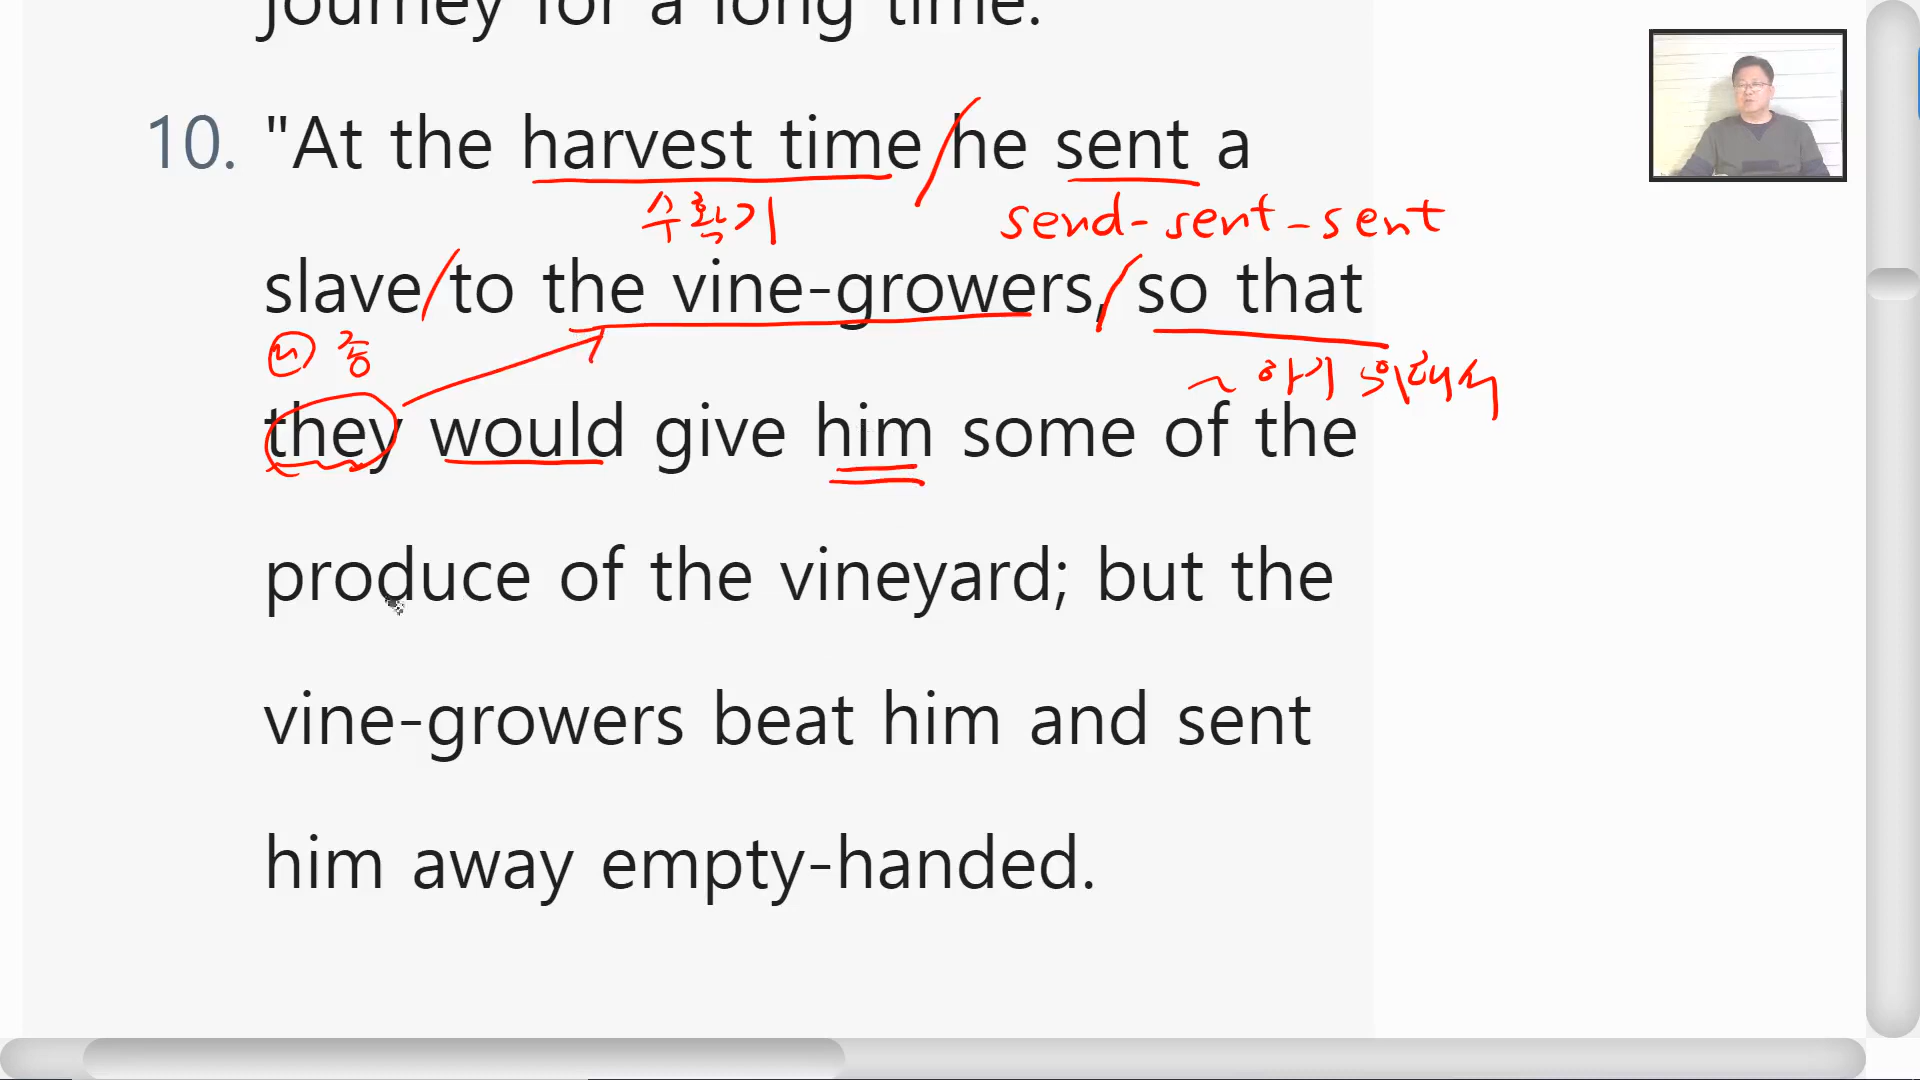 journey for a long time.
10. "At the harvest time he sent a
수확기 send-sent-sent
slave to the vine-growers, so that
n 종 ~하기 위해서
they would give him some of the
produce of the vineyard; but the
vine-growers beat him and sent
him away empty-handed.